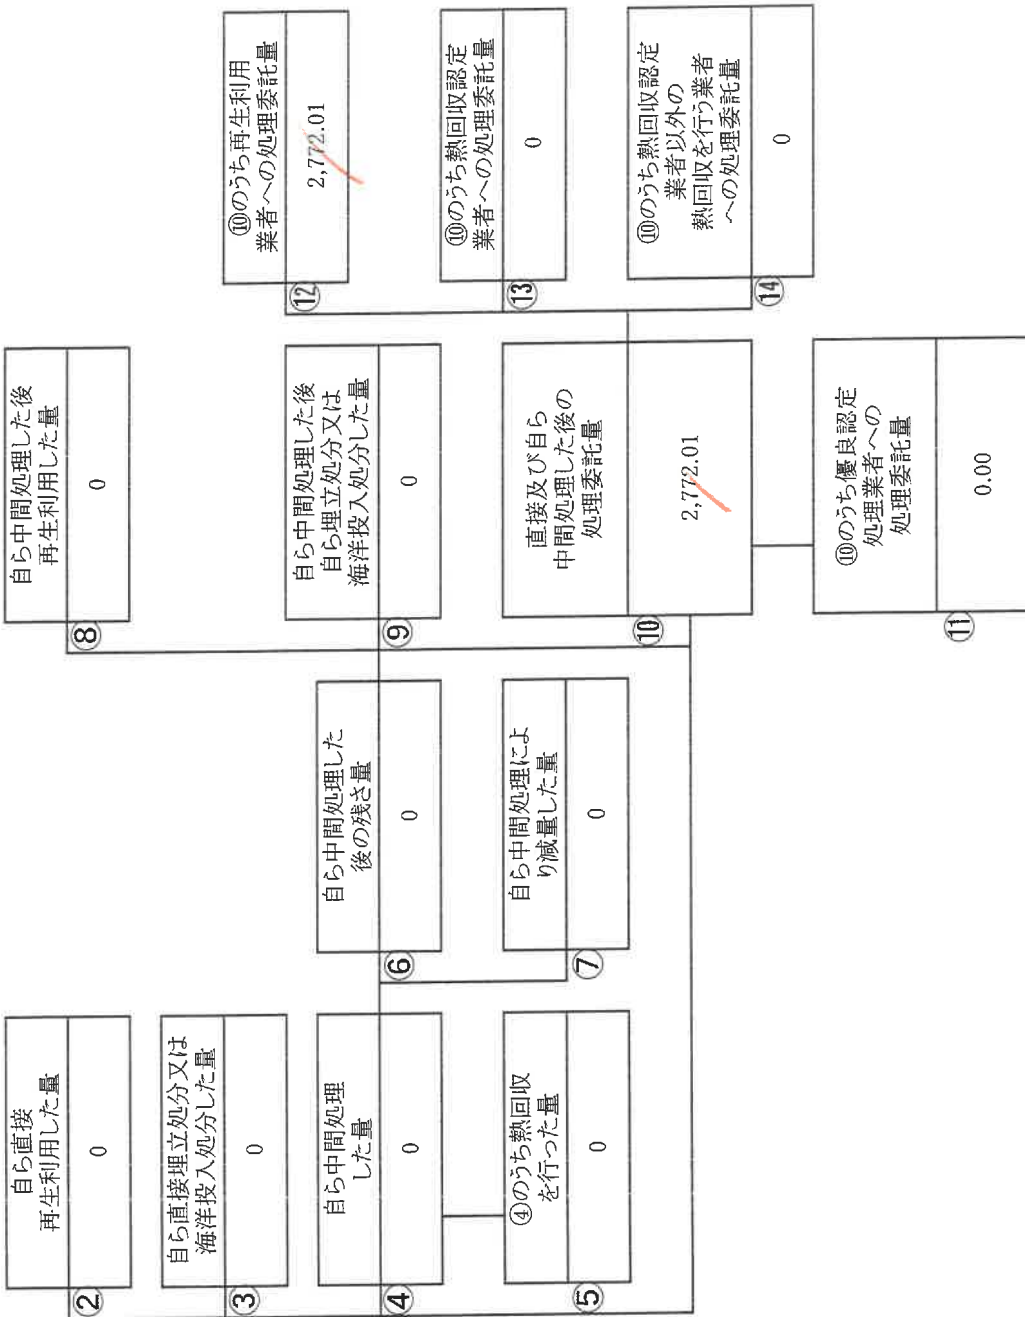 ②
自ら直接
再生利用した量
0
③
自ら直接埋立処分又は
海洋投入処分した量
0
④
自ら中間処理
した量
0
⑤
④のうち熱回収
を行った量
0
⑥
自ら中間処理した
後の残さ量
0
⑦
自ら中間処理によ
り減量した量
0
⑧
自ら中間処理した後
再生利用した量
0
⑨
自ら中間処理した後
自ら埋立処分又は
海洋投入処分した量
0
⑩
直接及び自ら
中間処理した後の
処理委託量
2,772.01
⑪
⑩のうち優良認定
処理業者への
処理委託量
0.00
⑫
⑩のうち再生利用
業者への処理委託量
2,772.01
⑬
⑩のうち熱回収認定
業者への処理委託量
0
⑭
⑩のうち熱回収認定
業者以外の
熱回収を行う業者
への処理委託量
0